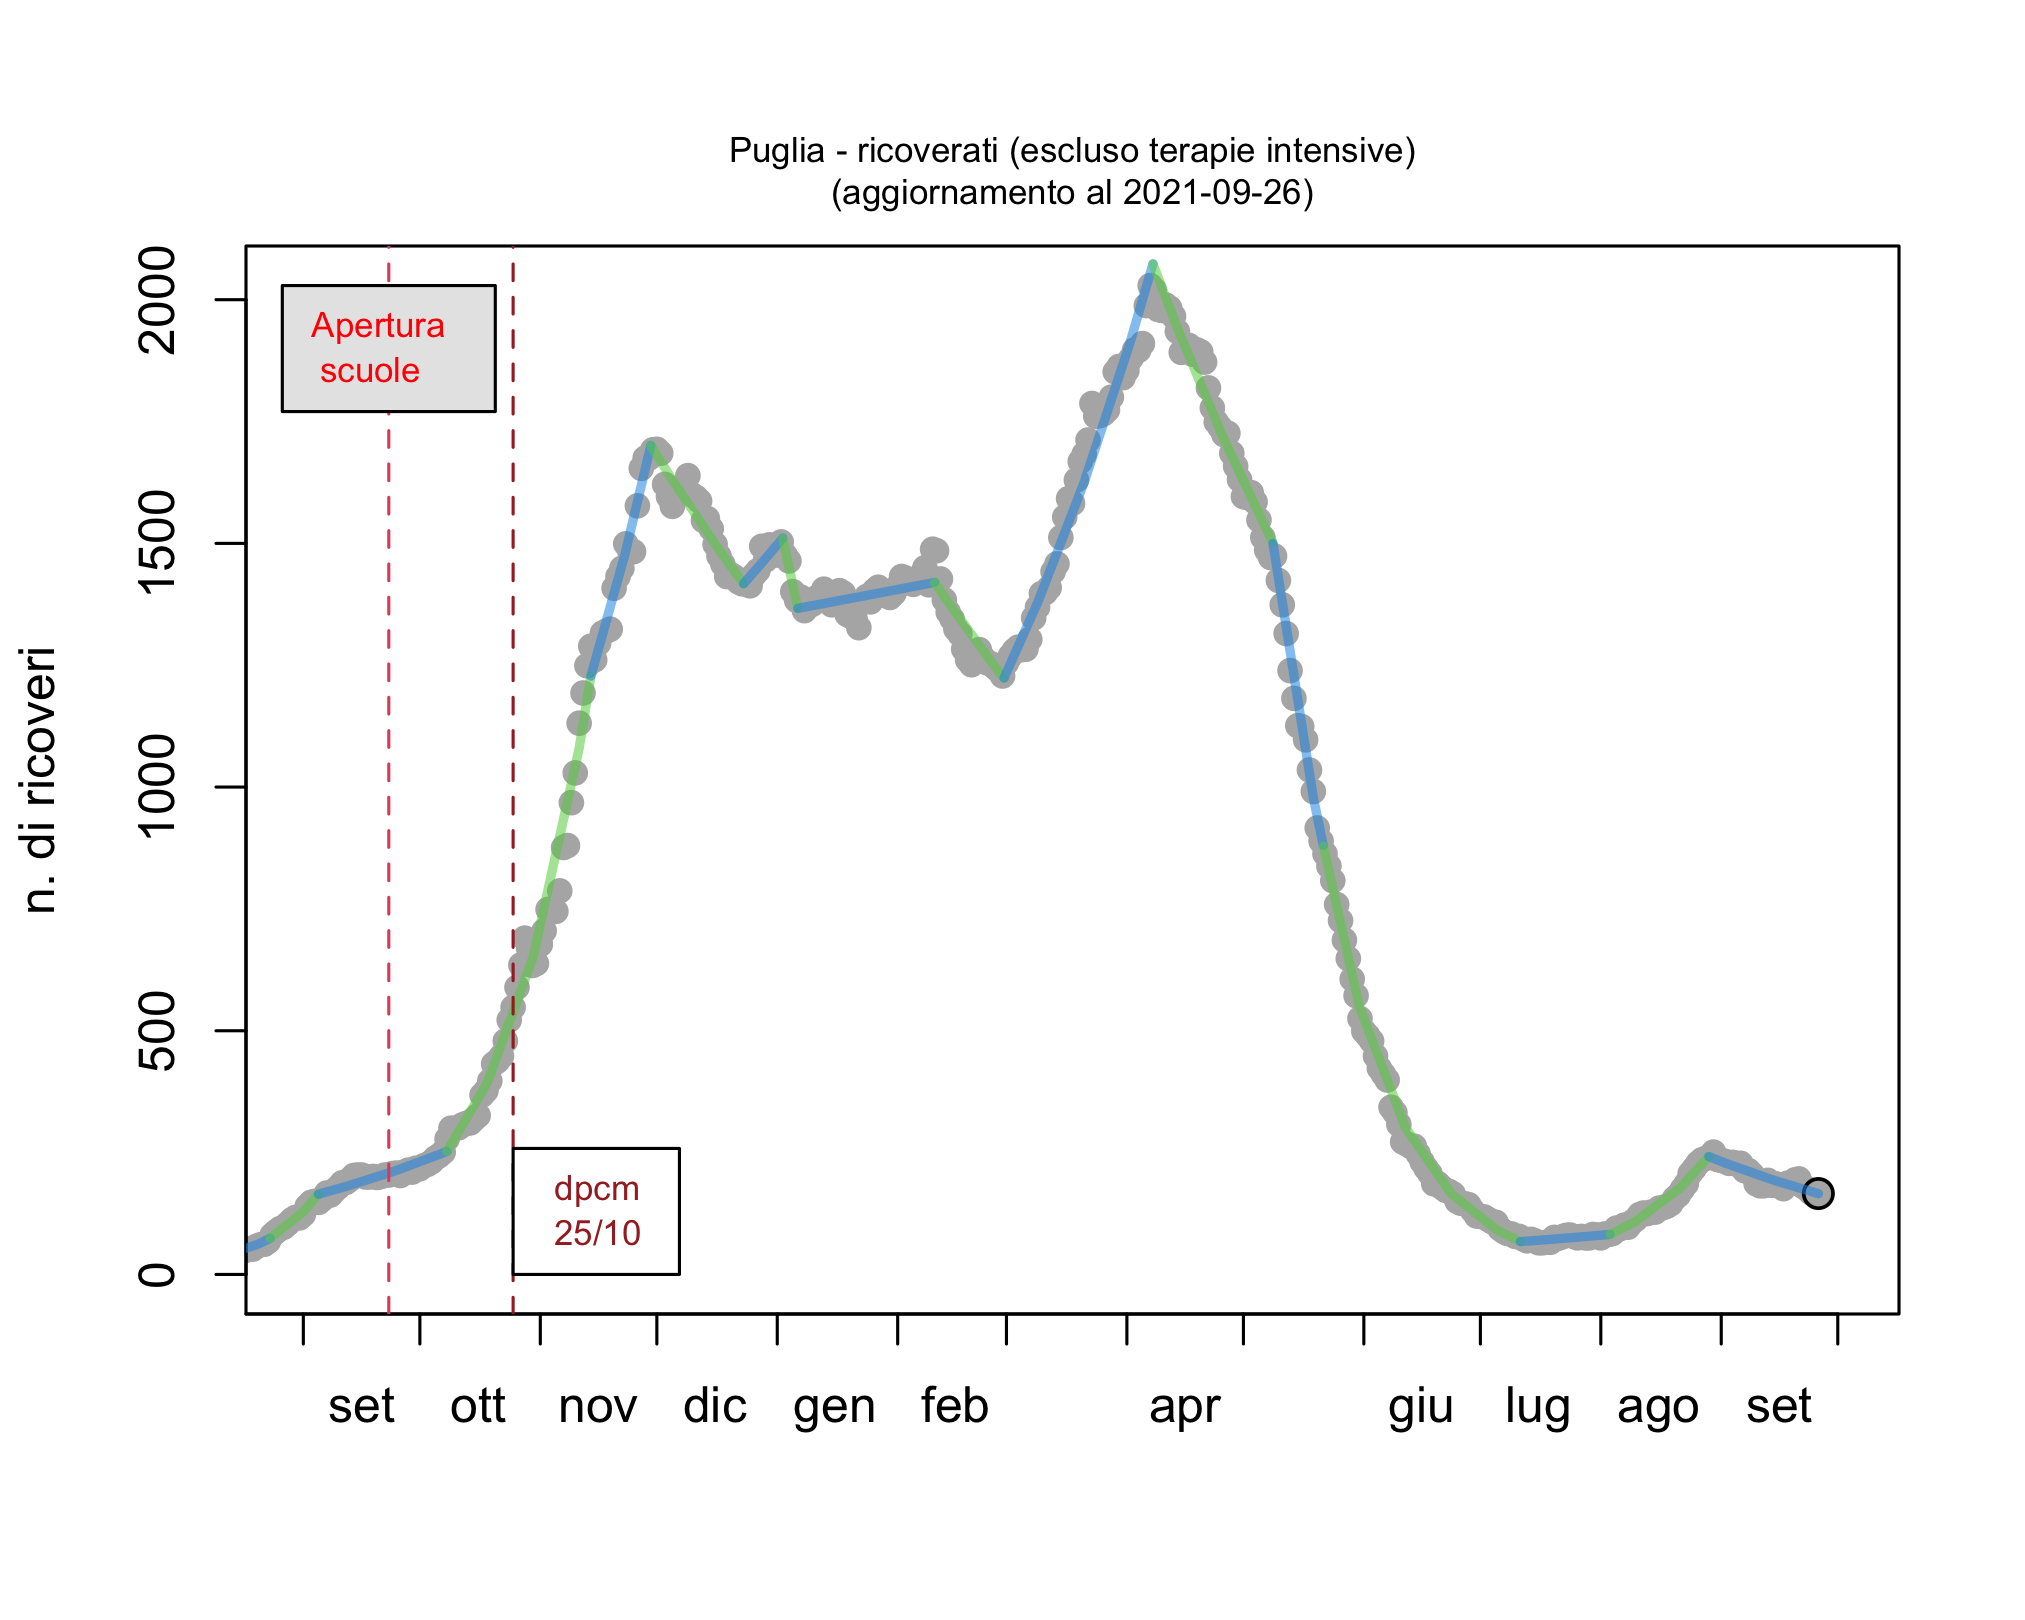 Puglia - ricoverati (escluso terapie intensive)
(aggiornamento al 2021-09-26)
n. di ricoveri
2000
1500
1000
500
0
Apertura
scuole
dpcm
25/10
set ott nov dic gen feb apr giu lug ago set